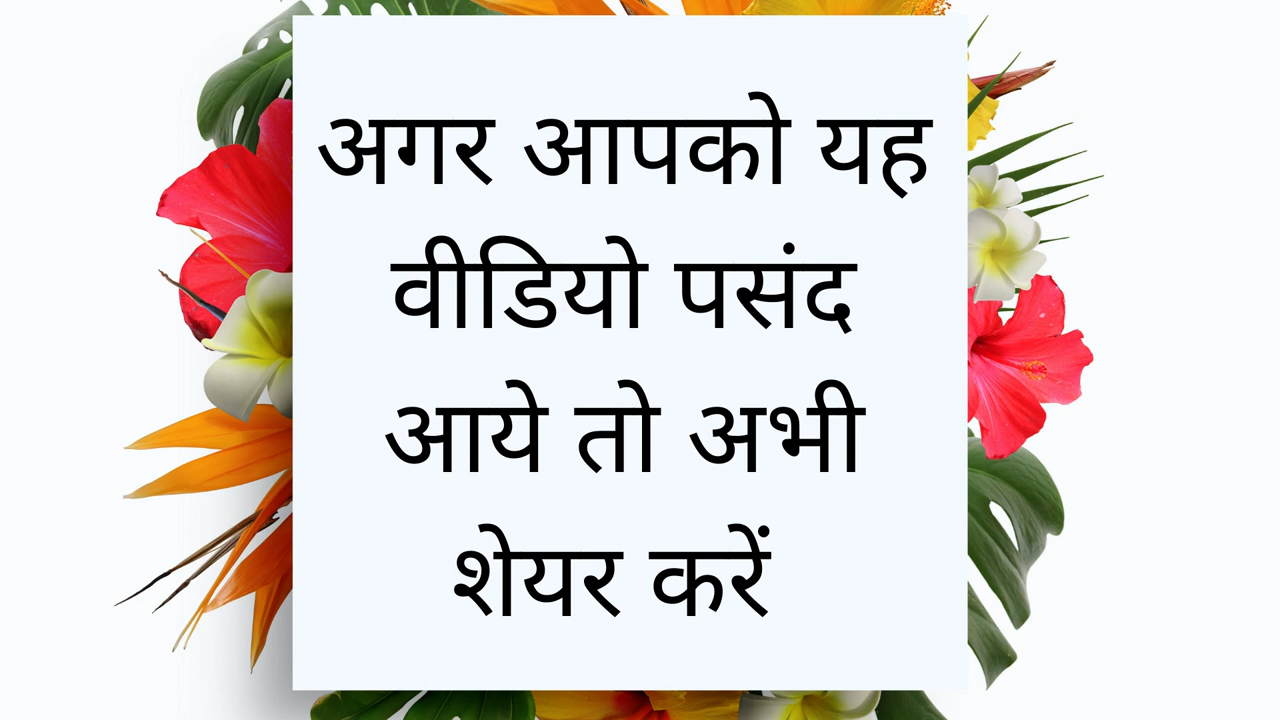 अगर आपको यह
वीडियो पसंद
आये तो अभी
शेयर करें